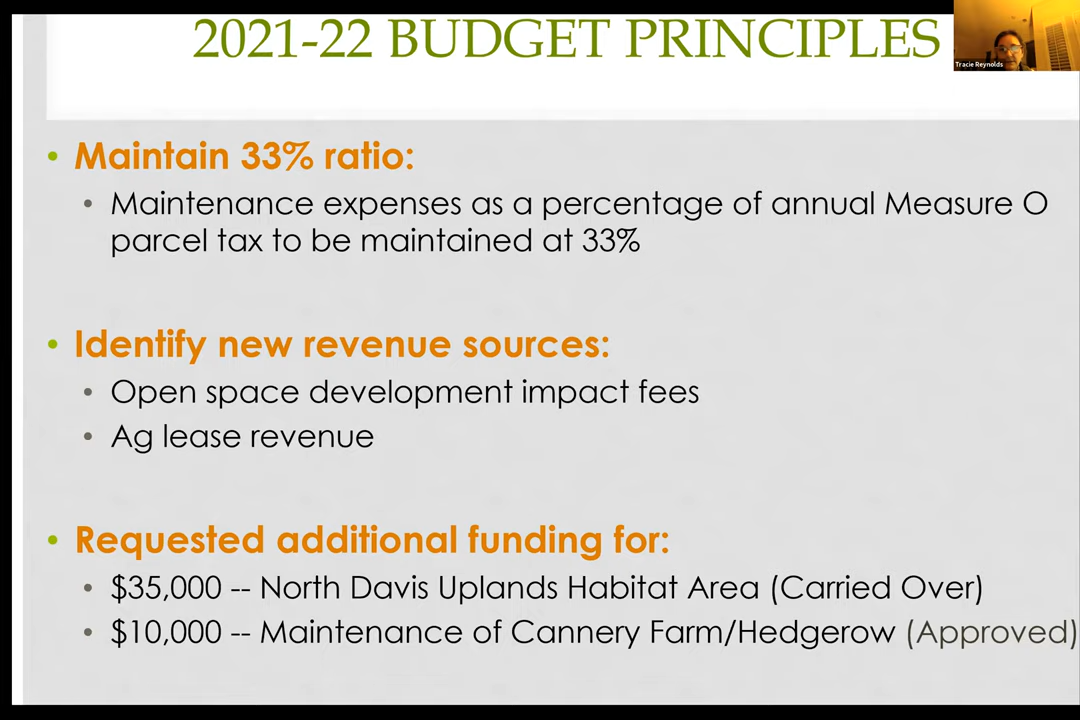 2021-22 BUDGET PRINCIPLES
Tracie Reynolds
• Maintain 33% ratio:
• Maintenance expenses as a percentage of annual Measure O
parcel tax to be maintained at 33%
• Identify new revenue sources:
• Open space development impact fees
• Ag lease revenue
• Requested additional funding for:
• $35,000 -- North Davis Uplands Habitat Area (Carried Over)
• $10,000 -- Maintenance of Cannery Farm/Hedgerow (Approved)